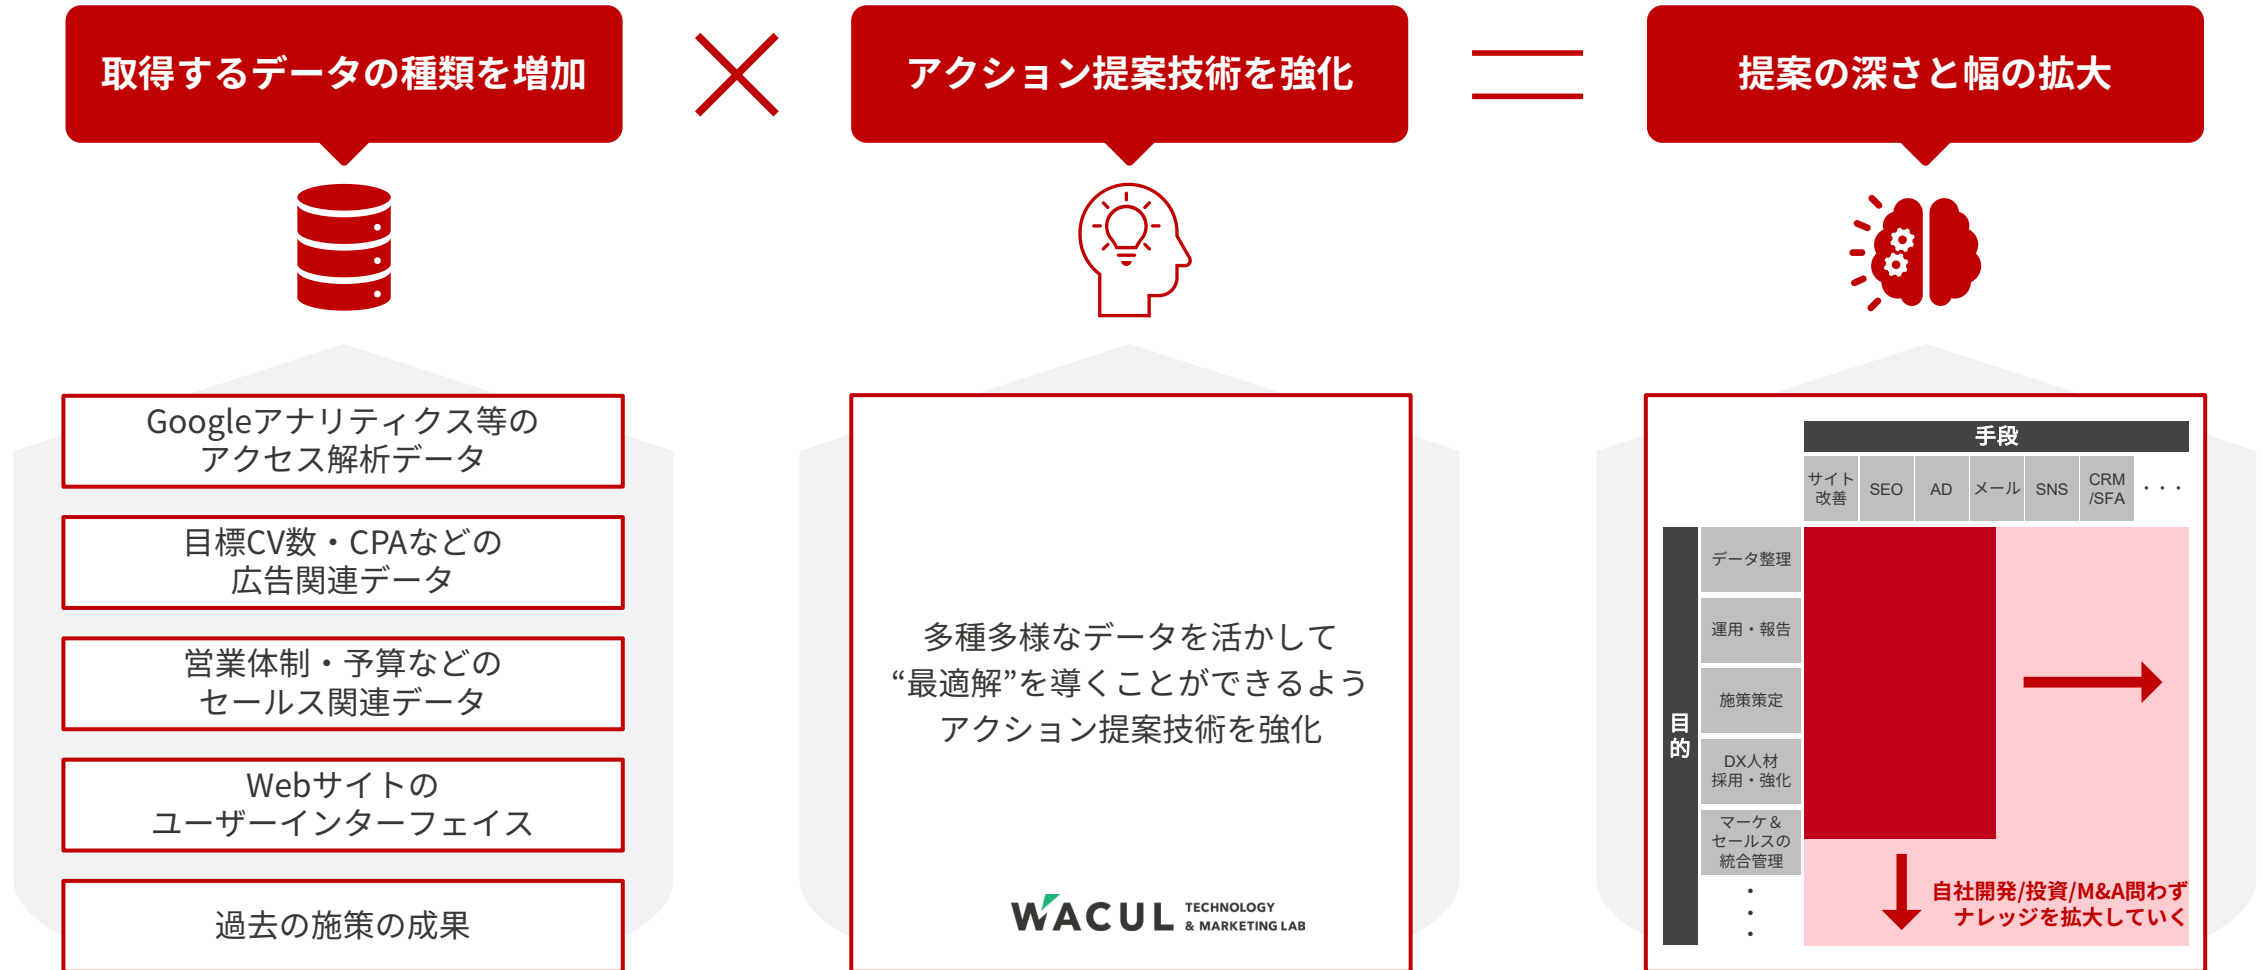 取得するデータの種類を増加
アクション提案技術を強化
提案の深さと幅の拡大
Googleアナリティクス等の
アクセス解析データ
目標CV数・CPAなどの
広告関連データ
営業体制・予算などの
セールス関連データ
Webサイトの
ユーザーインターフェイス
過去の施策の成果
多種多様なデータを活かして
“最適解”を導くことができるよう
アクション提案技術を強化
WACUL
TECHNOLOGY
& MARKETING LAB
手段
サイト
改善
SEO
AD
メール
SNS
CRM
/SFA
・・・
目的
データ整理
運用・報告
施策策定
DX人材
採用・強化
マーケ＆
セールスの
統合管理
・
・
・
自社開発/投資/M&A問わず
ナレッジを拡大していく